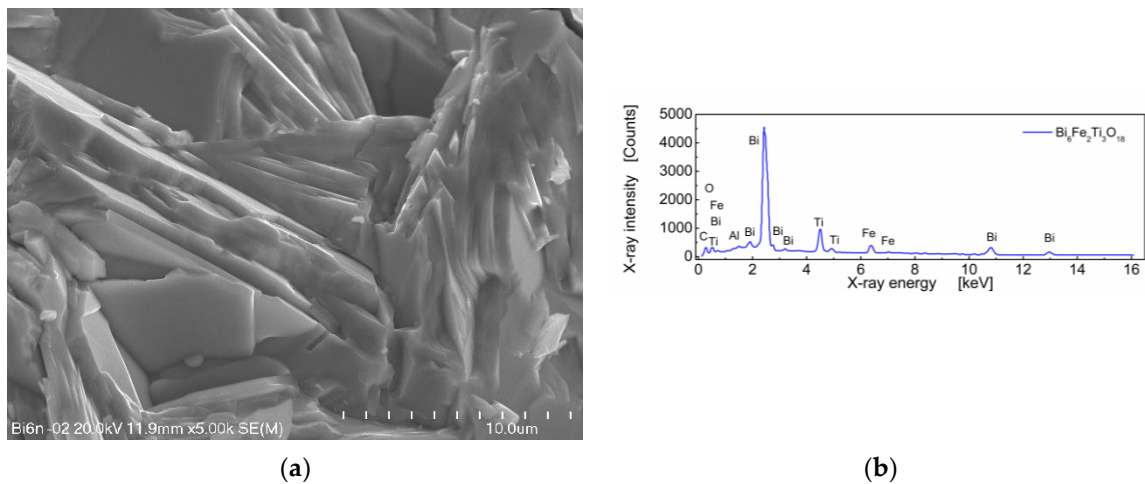 Bi6n -02 20.0kV 11.9mm x5.00k SE(M)
10.0um
(a)
X-ray intensity [Counts]
5000
4000
3000
2000
1000
0
Bi₆Fe₂Ti₃O₁₈
Bi
O
Fe
Bi
C
Ti
Al
Bi
Bi
Bi
Ti
Ti
Fe
Fe
Bi
Bi
0
2
4
6
8
10
12
14
16
X-ray energy [keV]
(b)